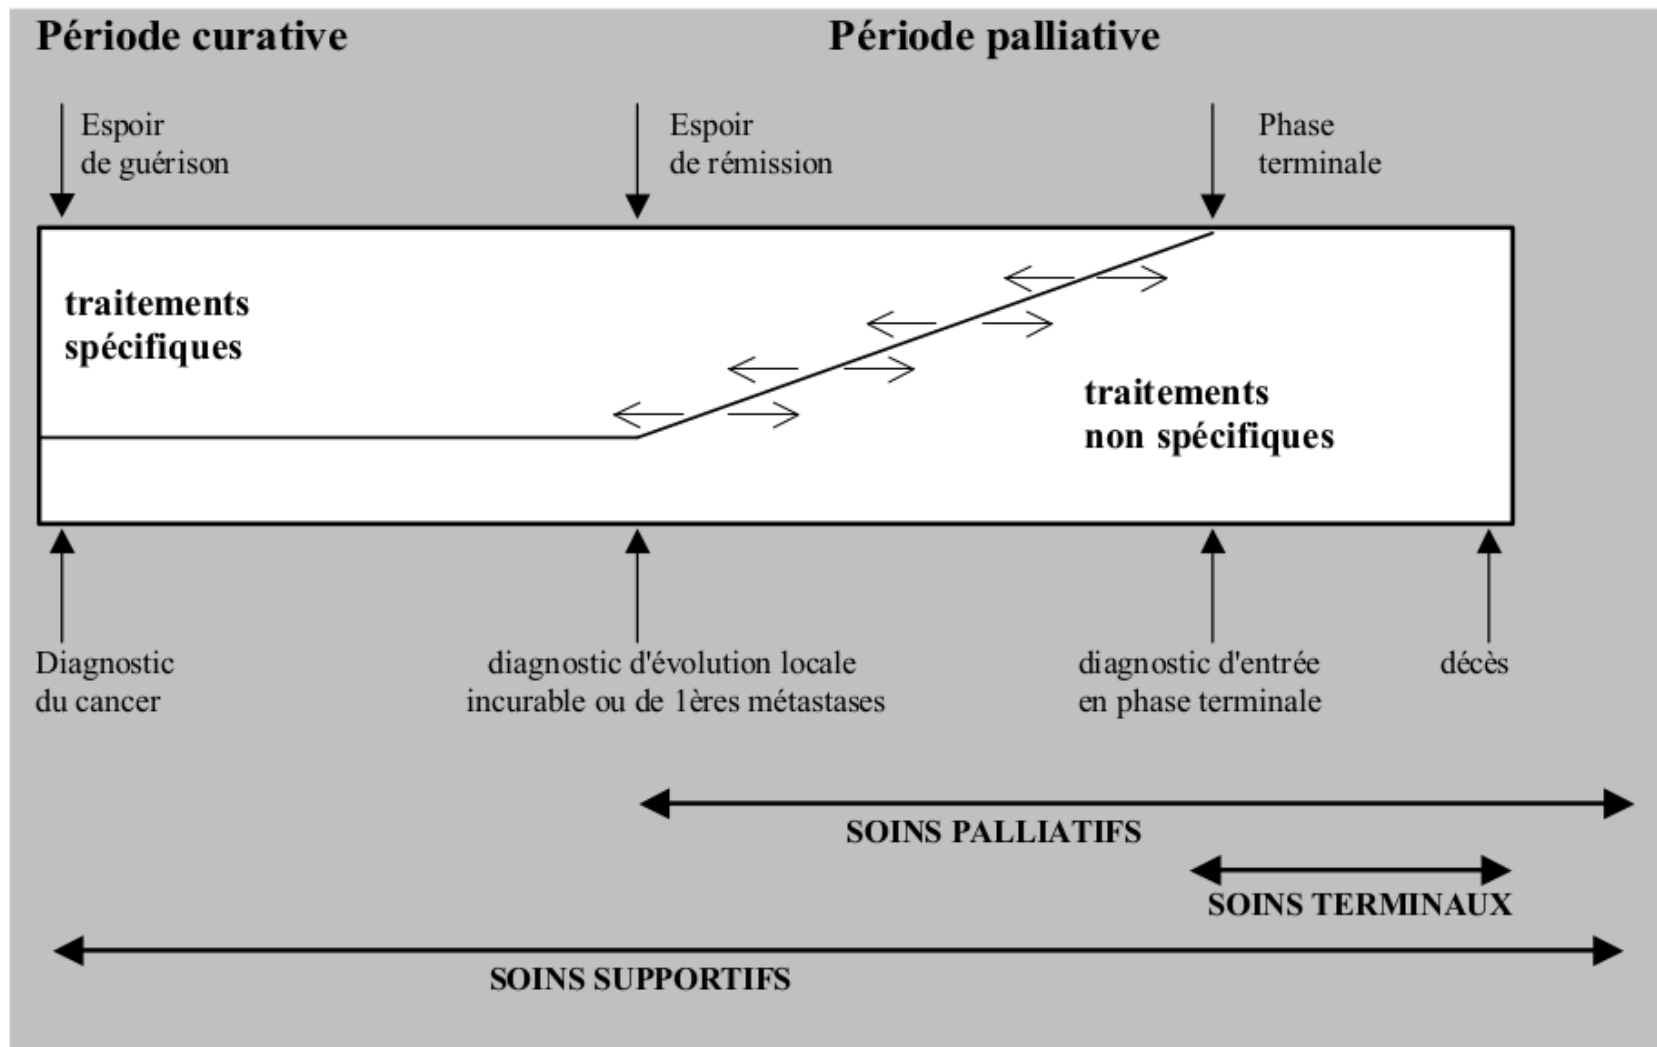 Période curative
Période palliative
Espoir
de guérison
Espoir
de rémission
Phase
terminale
traitements
spécifiques
traitements
non spécifiques
Diagnostic
du cancer
diagnostic d'évolution locale
incurable ou de 1ères métastases
diagnostic d'entrée
en phase terminale
décès
SOINS PALLIATIFS
SOINS TERMINAUX
SOINS SUPPORTIFS